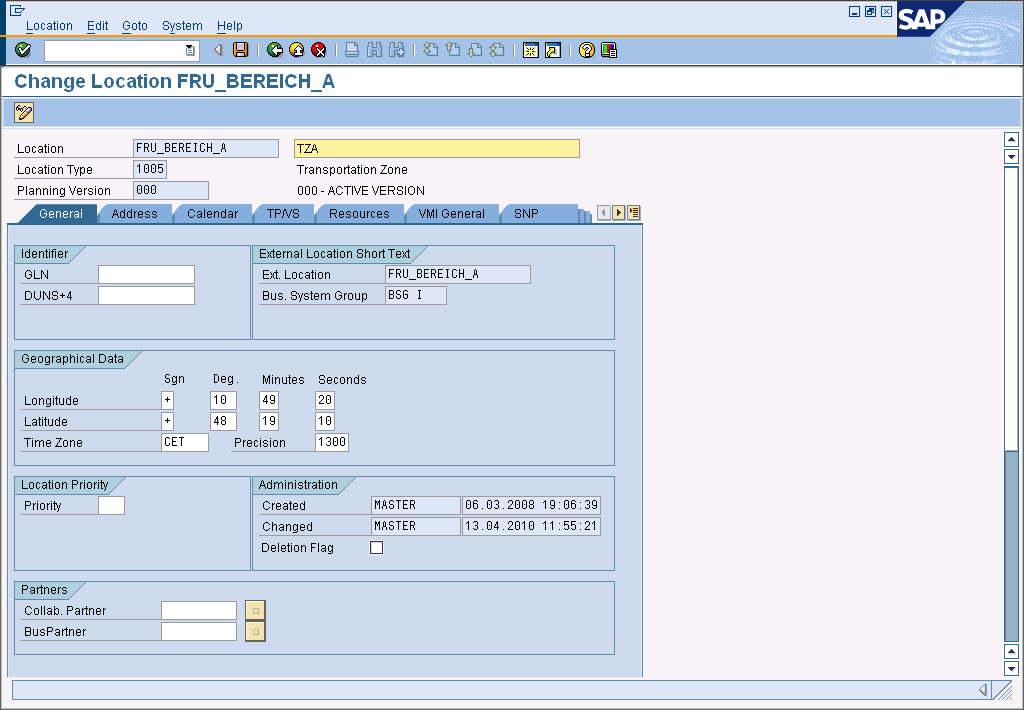 Location Edit Goto System Help
SAP
Change Location FRU_BEREICH_A
Location FRU_BEREICH_A TZA
Location Type 1005 Transportation Zone
Planning Version 000 000 - ACTIVE VERSION
General Address Calendar TP/VS Resources VMI General SNP
Identifier External Location Short Text
GLN Ext. Location FRU_BEREICH_A
DUNS+4 Bus. System Group BSG I
Geographical Data
Sgn Deg. Minutes Seconds
Longitude + 10 49 20
Latitude + 48 19 10
Time Zone CET Precision 1300
Location Priority Administration
Priority Created MASTER 06.03.2008 19:06:39
Changed MASTER 13.04.2010 11:55:21
Deletion Flag
Partners
Collab. Partner
BusPartner